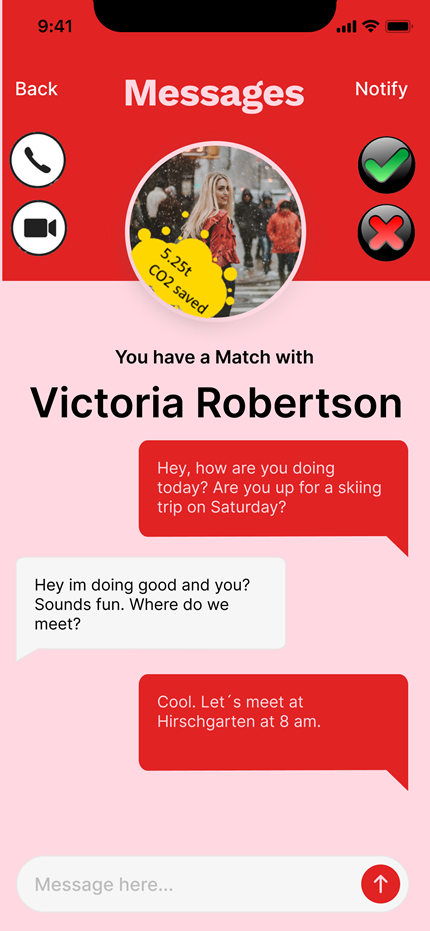 9:41
Back
Messages
Notify
5.25t
CO2 saved
You have a Match with
Victoria Robertson
Hey, how are you doing
today? Are you up for a skiing
trip on Saturday?
Hey im doing good and you?
Sounds fun. Where do we
meet?
Cool. Let´s meet at
Hirschgarten at 8 am.
Message here...